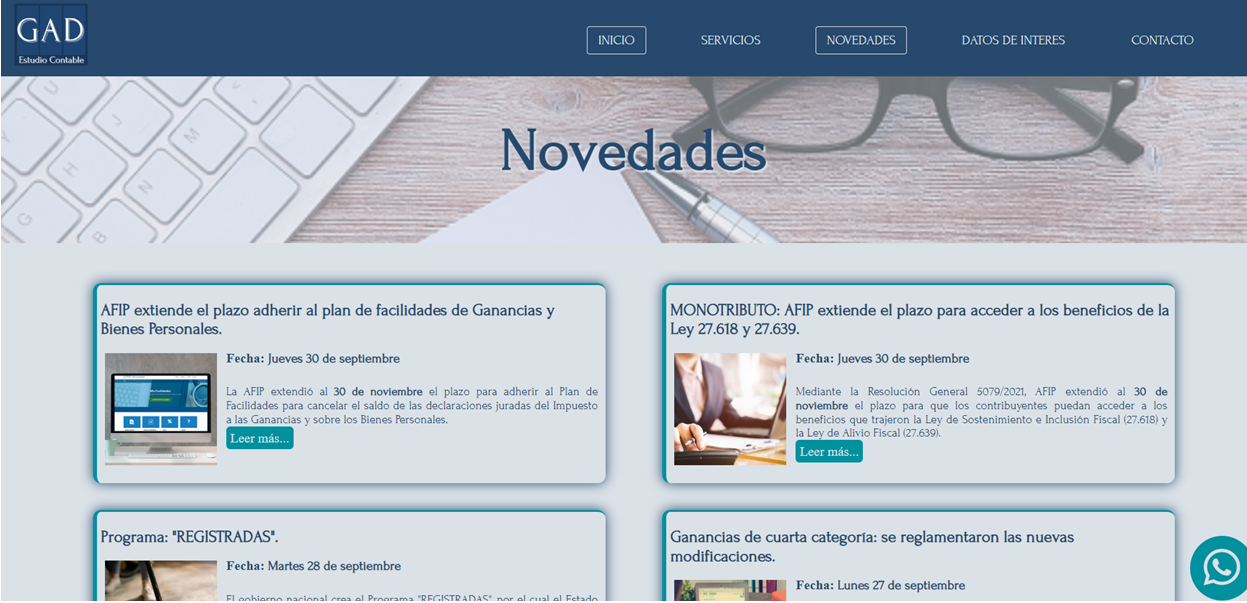 GAD
Estudio Contable
INICIO
SERVICIOS
NOVEDADES
DATOS DE INTERES
CONTACTO
Novedades
AFIP extiende el plazo adherir al plan de facilidades de Ganancias y
Bienes Personales.
Fecha: Jueves 30 de septiembre
La AFIP extendió al 30 de noviembre el plazo para adherir al Plan de
Facilidades para cancelar el saldo de las declaraciones juradas del Impuesto
a las Ganancias y sobre los Bienes Personales.
Leer más...
MONOTRIBUTO: AFIP extiende el plazo para acceder a los beneficios de la
Ley 27.618 y 27.639.
Fecha: Jueves 30 de septiembre
Mediante la Resolución General 5079/2021, AFIP extendió al 30 de
noviembre el plazo para que los contribuyentes puedan acceder a los
beneficios que trajeron la Ley de Sostenimiento e Inclusión Fiscal (27.618) y
la Ley de Alivio Fiscal (27.639).
Leer más...
Programa: "REGISTRADAS".
Fecha: Martes 28 de septiembre
El gobierno nacional crea el Programa "REGISTRADAS", por el cual el Estado
Ganancias de cuarta categoría: se reglamentaron las nuevas
modificaciones.
Fecha: Lunes 27 de septiembre